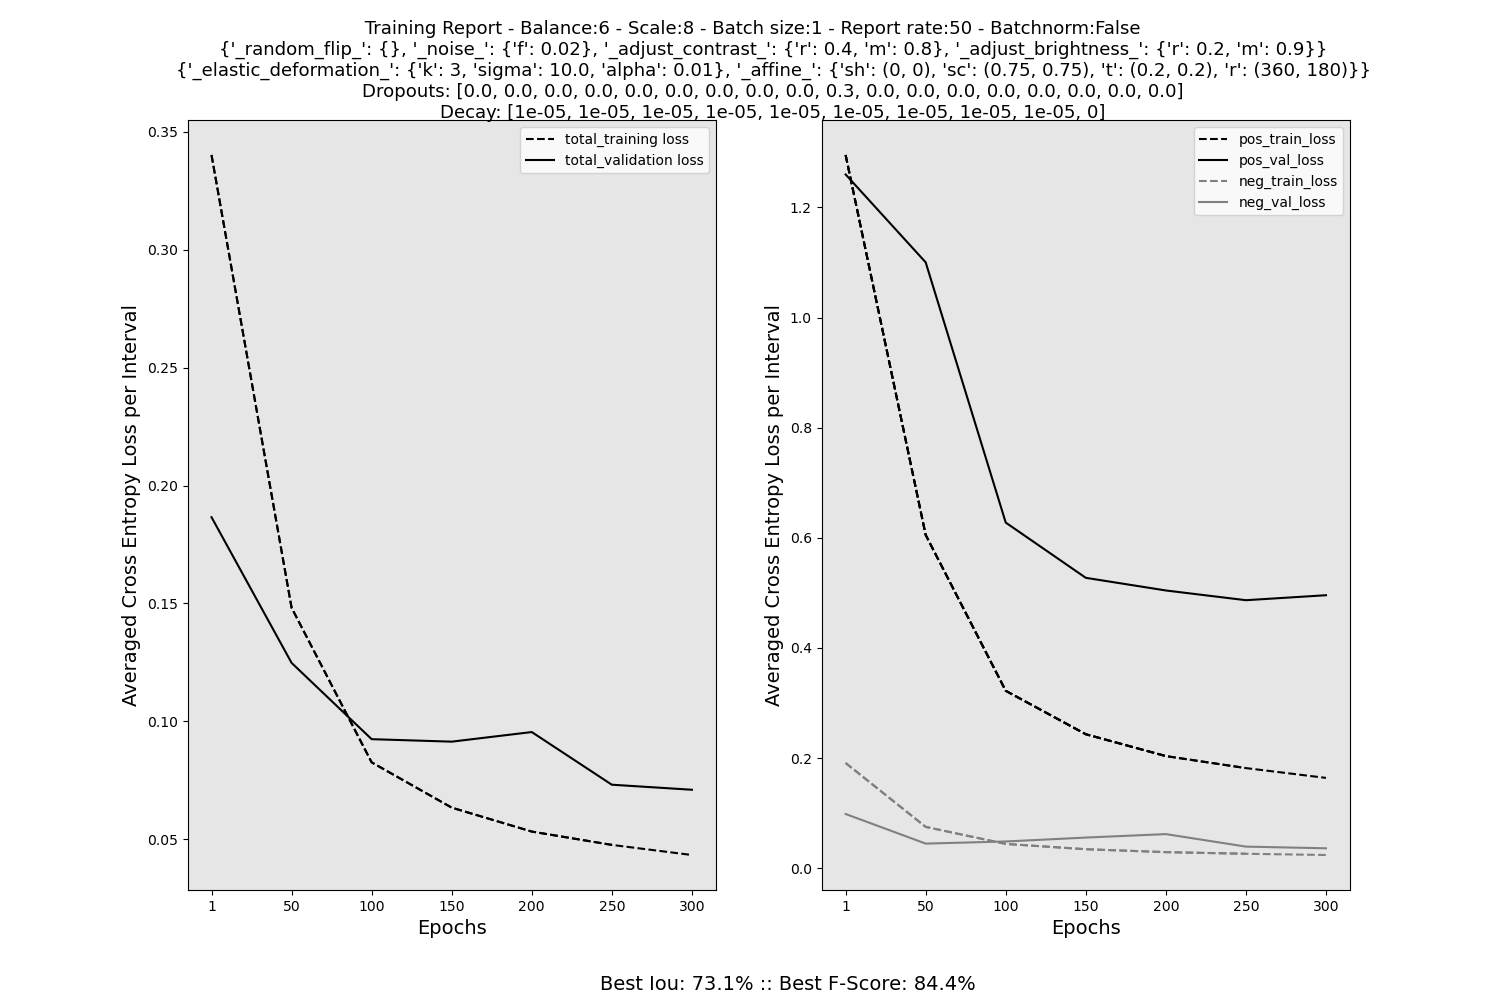 Training Report - Balance:6 - Scale:8 - Batch size:1 - Report rate:50 - Batchnorm:False
{'_random_flip_': {}, '_noise_': {'f': 0.02}, '_adjust_contrast_': {'r': 0.4, 'm': 0.8}, '_adjust_brightness_': {'r': 0.2, 'm': 0.9}}
{'_elastic_deformation_': {'k': 3, 'sigma': 10.0, 'alpha': 0.01}, '_affine_': {'sh': (0, 0), 'sc': (0.75, 0.75), 't': (0.2, 0.2), 'r': (360, 180)}}
Dropouts: [0.0, 0.0, 0.0, 0.0, 0.0, 0.0, 0.0, 0.0, 0.0, 0.3, 0.0, 0.0, 0.0, 0.0, 0.0, 0.0, 0.0, 0.0]
Decay: [1e-05, 1e-05, 1e-05, 1e-05, 1e-05, 1e-05, 1e-05, 1e-05, 1e-05, 0]
total_training loss
total_validation loss
0.35
0.30
0.25
0.20
0.15
0.10
0.05
Averaged Cross Entropy Loss per Interval
1 50 100 150 200 250 300
Epochs
pos_train_loss
pos_val_loss
neg_train_loss
neg_val_loss
1.2
1.0
0.8
0.6
0.4
0.2
0.0
Averaged Cross Entropy Loss per Interval
1 50 100 150 200 250 300
Epochs
Best Iou: 73.1% :: Best F-Score: 84.4%